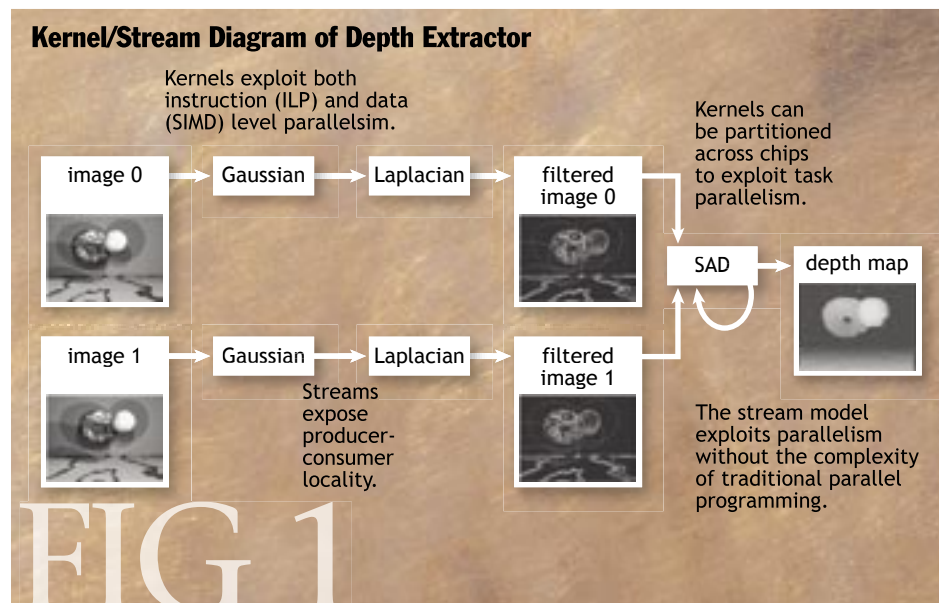 Kernel/Stream Diagram of Depth Extractor
Kernels exploit both
instruction (ILP) and data
(SIMD) level parallelsim.
Kernels can
be partitioned
across chips
to exploit task
parallelism.
image 0
Gaussian
Laplacian
filtered
image 0
SAD
depth map
image 1
Gaussian
Laplacian
filtered
image 1
Streams
expose
producer-
consumer
locality.
The stream model
exploits parallelism
without the complexity
of traditional parallel
programming.
FIG 1